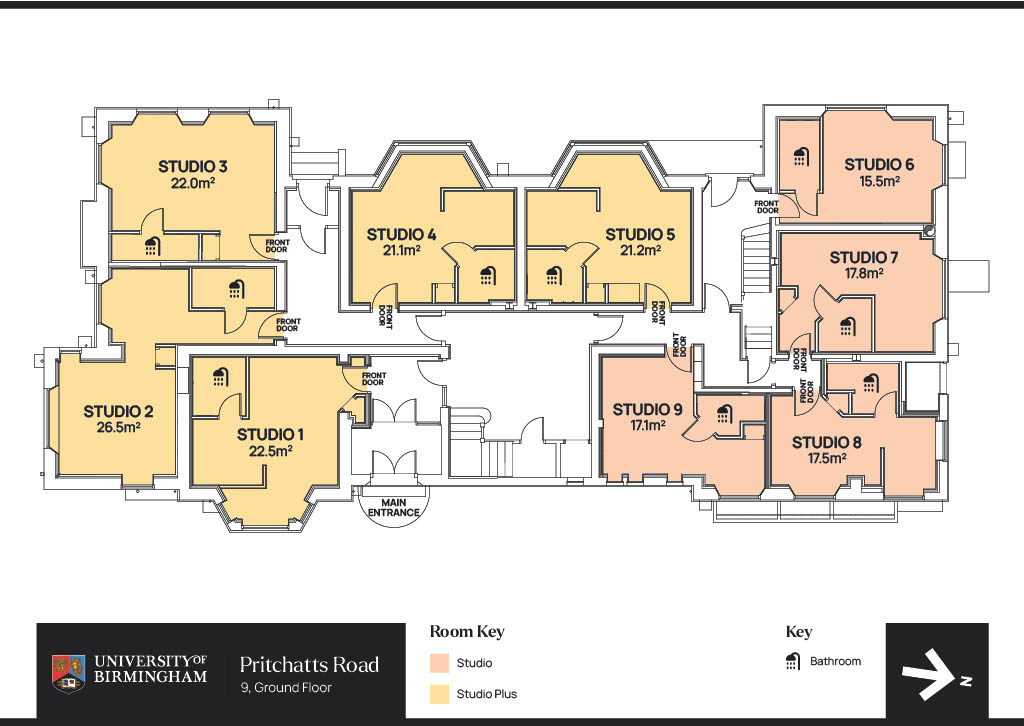 STUDIO 3
22.0m²
FRONT
DOOR
STUDIO 4
21.1m²
FRONT
DOOR
STUDIO 5
21.2m²
FRONT
DOOR
STUDIO 6
15.5m²
FRONT
DOOR
STUDIO 7
17.8m²
FRONT
DOOR
FRONT
DOOR
STUDIO 2
26.5m²
FRONT
DOOR
STUDIO 1
22.5m²
FRONT
DOOR
STUDIO 9
17.1m²
FRONT
DOOR
STUDIO 8
17.5m²
MAIN
ENTRANCE
UNIVERSITY OF
BIRMINGHAM
Pritchatts Road
9, Ground Floor
Room Key
Studio
Studio Plus
Key
Bathroom
N